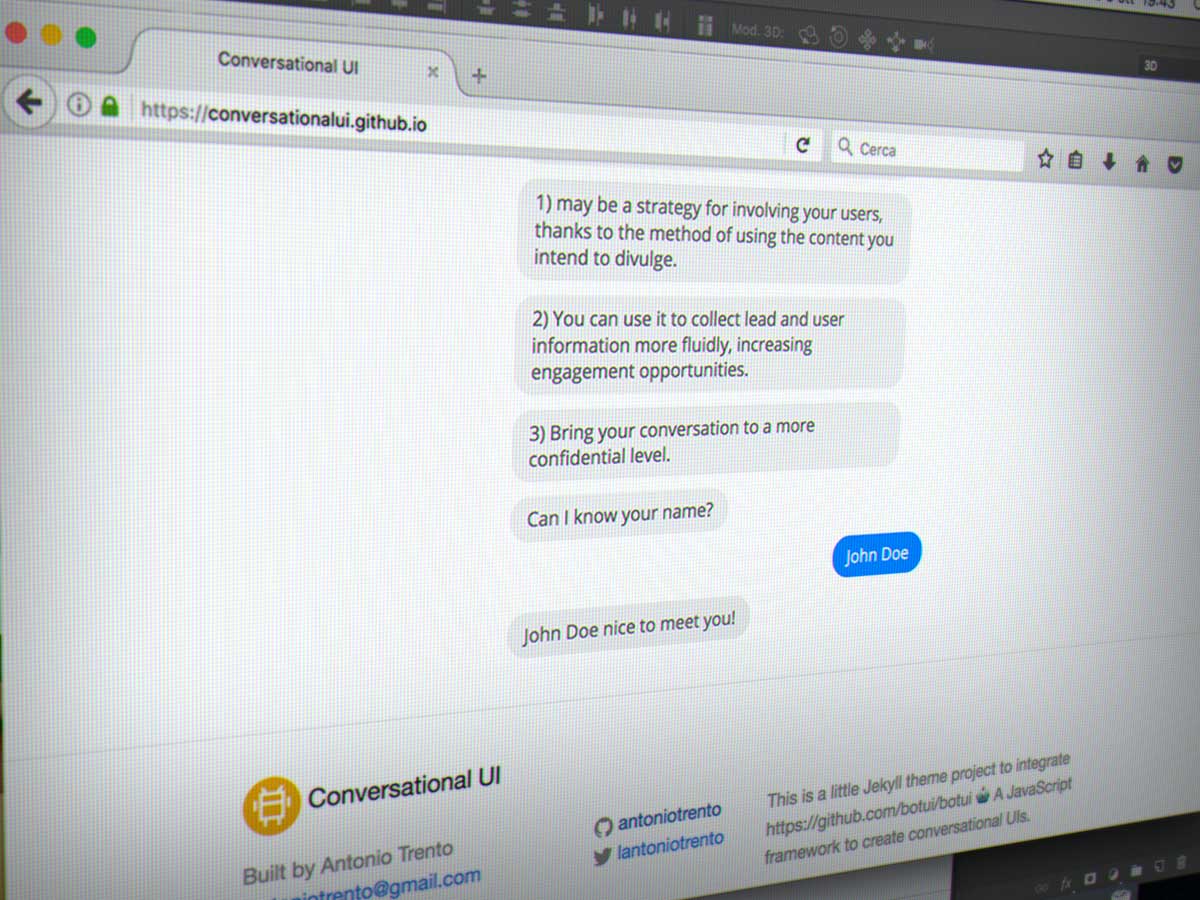 19:43
Mod. 3D:
3D
Conversational UI
https://conversationalui.github.io
Cerca
1) may be a strategy for involving your users,
thanks to the method of using the content you
intend to divulge.
2) You can use it to collect lead and user
information more fluidly, increasing
engagement opportunities.
3) Bring your conversation to a more
confidential level.
Can I know your name?
John Doe
John Doe nice to meet you!
Conversational UI
Built by Antonio Trento
antoniotrento
lantoniotrento
This is a little Jekyll theme project to integrate
https://github.com/botui/botui 🤖 A JavaScript
framework to create conversational UIs.
fx